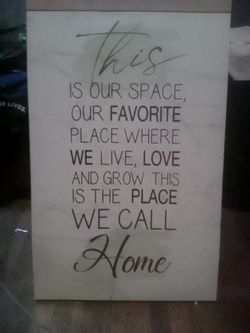 This
IS OUR SPACE,
OUR FAVORITE
PLACE WHERE
WE LIVE, LOVE
AND GROW. THIS
IS THE PLACE
WE CALL
Home